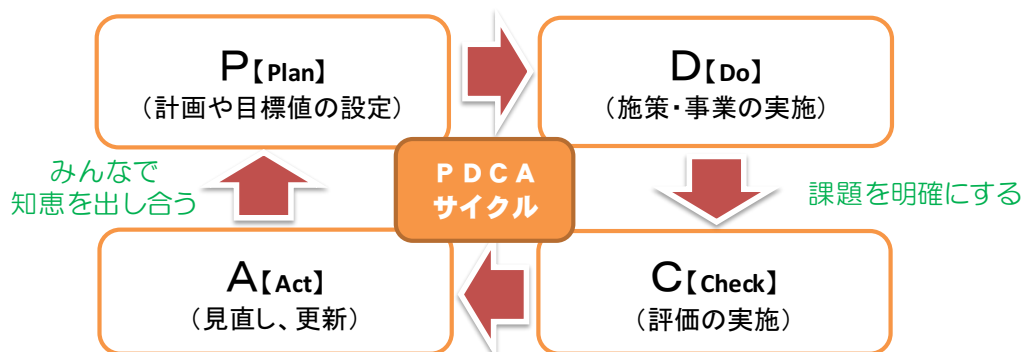 P【Plan】
（計画や目標値の設定）
D【Do】
（施策・事業の実施）
みんなで
知恵を出し合う
PDCA
サイクル
課題を明確にする
A【Act】
（見直し、更新）
C【Check】
（評価の実施）